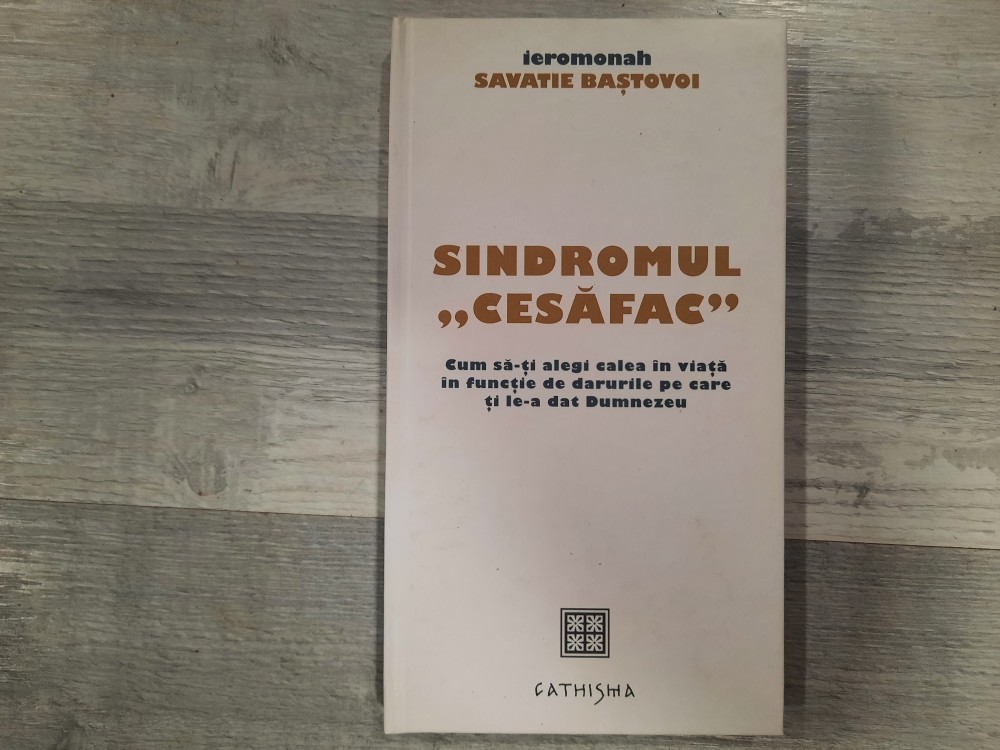 ieromonah
SAVATIE BAȘTOVOI
SINDROMUL
„CESĂFAC”
Cum să-ți alegi calea în viață
în funcție de darurile pe care
ți le-a dat Dumnezeu
CATHISMA